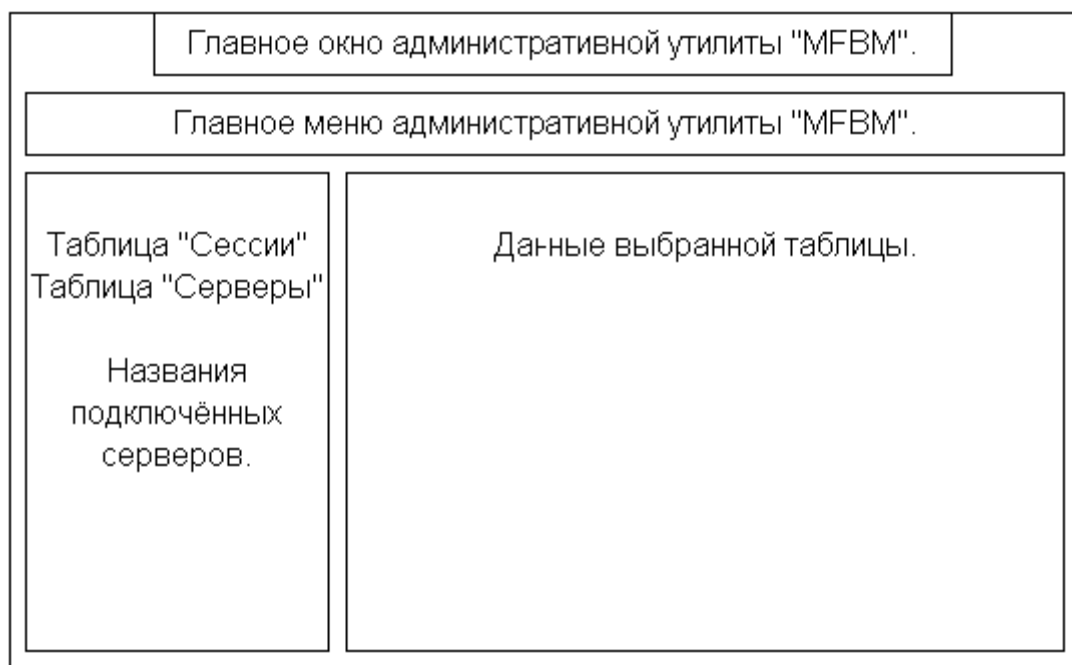 Главное окно административной утилиты "MFBM".
Главное меню административной утилиты "MFBM".
Таблица "Сессии"
Таблица "Серверы"
Названия
подключённых
серверов.
Данные выбранной таблицы.